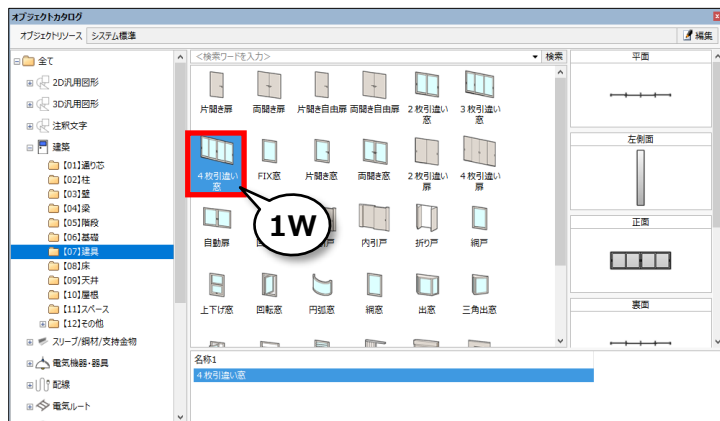 オブジェクトカタログ
オブジェクトリソース システム標準 編集
全て
2D汎用図形
3D汎用図形
注釈文字
建築
【01】通り芯
【02】柱
【03】壁
【04】梁
【05】階段
【06】基礎
【07】建具
【08】床
【09】天井
【10】屋根
【11】スペース
【12】その他
スリーブ/鋼材/支持金物
電気機器・器具
配線
電気ルート
<検索ワードを入力> 検索
片開き扉 両開き扉 片開き自由扉 両開き自由扉 2枚引違い窓 3枚引違い窓
4枚引違い窓 FIX窓 片開き窓 両開き窓 2枚引違い扉 4枚引違い扉
自動扉 内引戸 折り戸 網戸
1W
上下げ窓 回転窓 円弧窓 網窓 出窓 三角出窓
名称1
4枚引違い窓
平面
左側面
正面
裏面